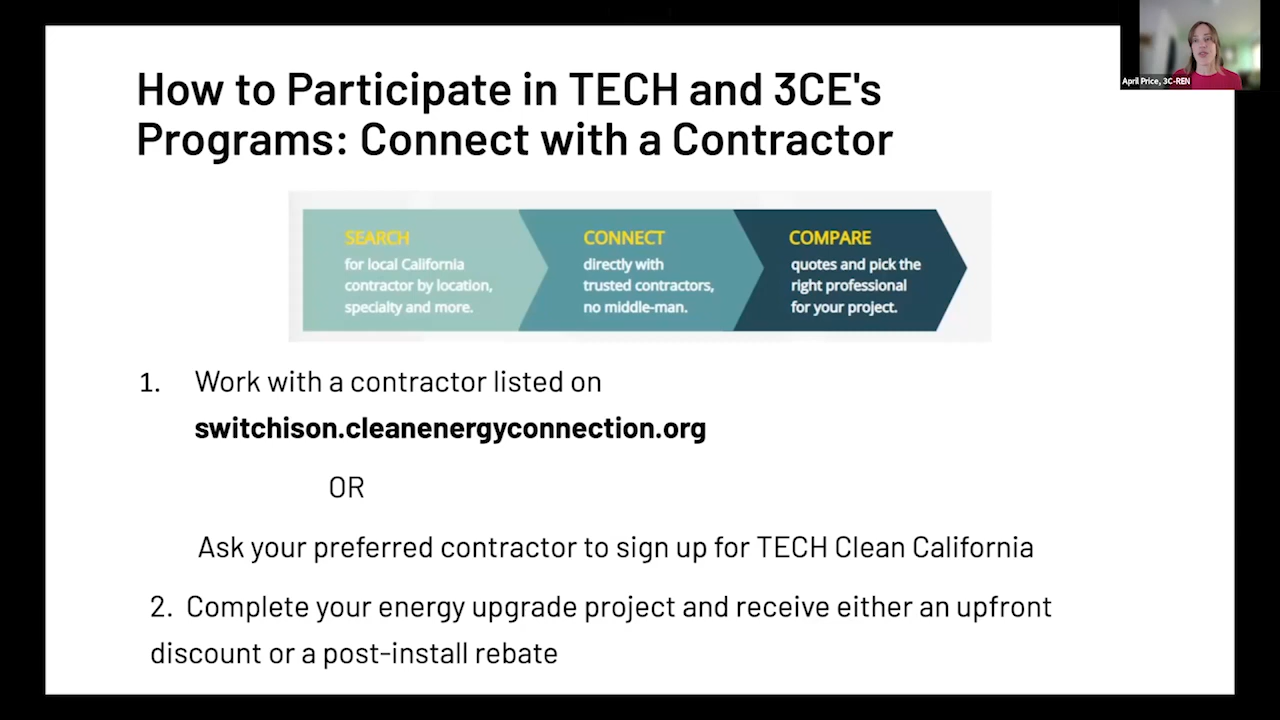 How to Participate in TECH and 3CE's
Programs: Connect with a Contractor
SEARCH
for local California
contractor by location,
specialty and more.
CONNECT
directly with
trusted contractors,
no middle-man.
COMPARE
quotes and pick the
right professional
for your project.
1. Work with a contractor listed on
switchison.cleanenergyconnection.org
OR
Ask your preferred contractor to sign up for TECH Clean California
2. Complete your energy upgrade project and receive either an upfront
discount or a post-install rebate
April Price, 3C-REN